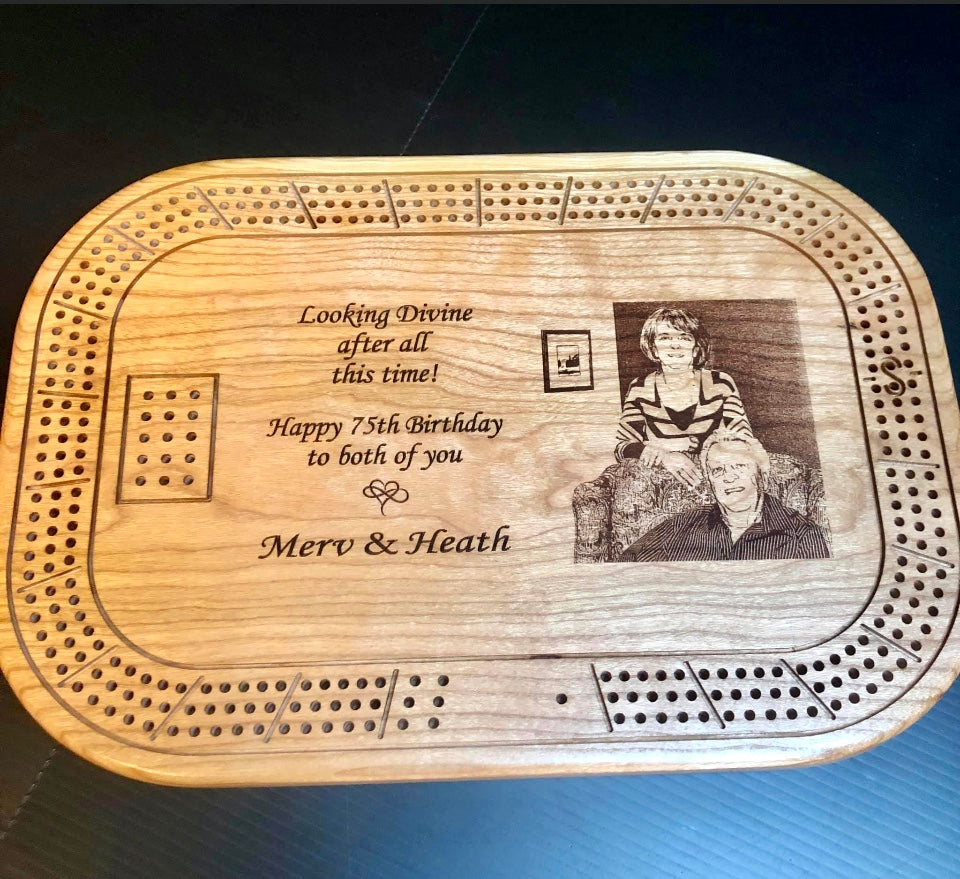 Looking Divine
after all
this time!
Happy 75th Birthday
to both of you
Merv & Heath
S